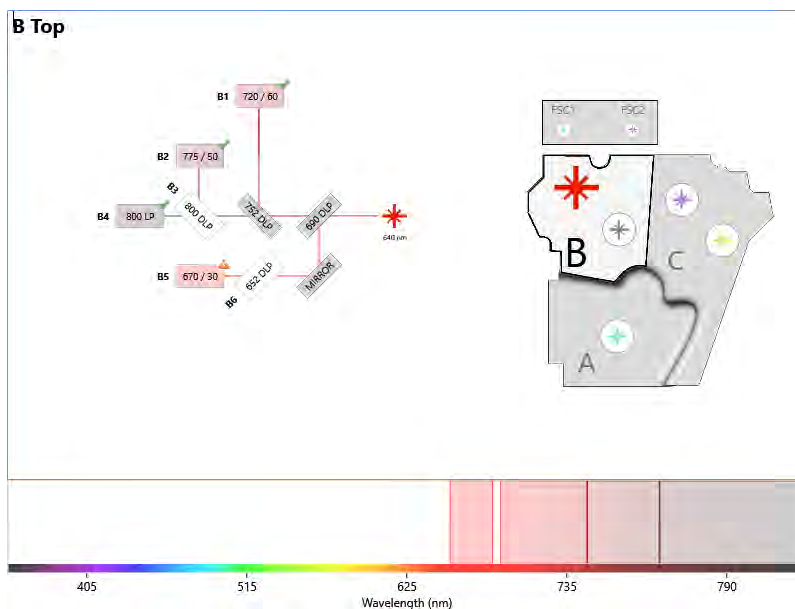 B Top
B1
720 / 60
FSC1
FSC2
B2
775 / 50
B3
B4
800 LP
800 DLP
752 DLP
690 DLP
640 nm
B5
670 / 30
B6
652 DLP
MIRROR
B
C
A
405
515
625
735
790
Wavelength (nm)